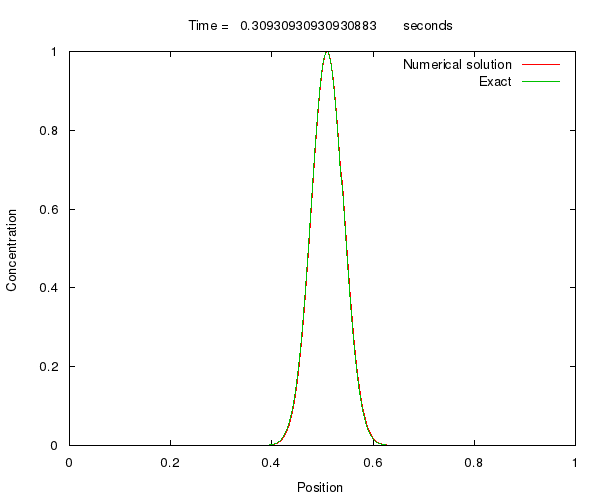 Time = 0.30930930930930883 seconds
Numerical solution
Exact
1
0.8
0.6
0.4
0.2
0
Concentration
0 0.2 0.4 0.6 0.8 1
Position